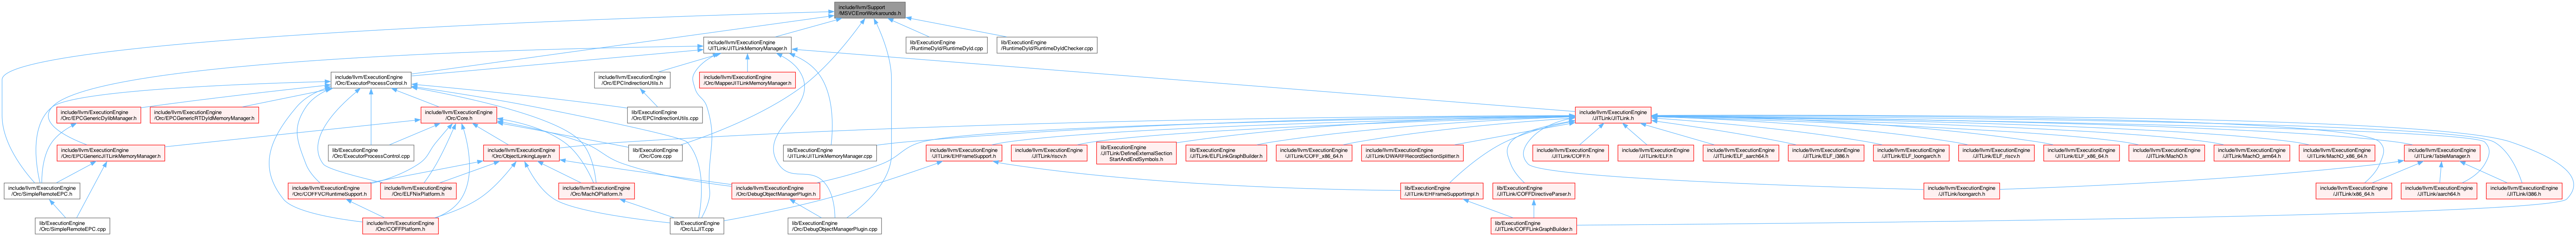 include/llvm/Support
/MSVCErrorWorkarounds.h
include/llvm/ExecutionEngine
/JITLink/JITLinkMemoryManager.h
lib/ExecutionEngine
/RuntimeDyld/RuntimeDyld.cpp
lib/ExecutionEngine
/RuntimeDyld/RuntimeDyldChecker.cpp
include/llvm/ExecutionEngine
/Orc/ExecutorProcessControl.h
include/llvm/ExecutionEngine
/Orc/EPCIndirectionUtils.h
include/llvm/ExecutionEngine
/Orc/MapperJITLinkMemoryManager.h
include/llvm/ExecutionEngine
/Orc/EPCGenericDylibManager.h
include/llvm/ExecutionEngine
/Orc/EPCGenericRTDyldMemoryManager.h
include/llvm/ExecutionEngine
/Orc/Core.h
lib/ExecutionEngine
/Orc/EPCIndirectionUtils.cpp
include/llvm/ExecutionEngine
/JITLink/JITLink.h
include/llvm/ExecutionEngine
/Orc/EPCGenericJITLinkMemoryManager.h
lib/ExecutionEngine
/Orc/ExecutorProcessControl.cpp
include/llvm/ExecutionEngine
/Orc/ObjectLinkingLayer.h
lib/ExecutionEngine
/Orc/Core.cpp
lib/ExecutionEngine
/JITLink/JITLinkMemoryManager.cpp
include/llvm/ExecutionEngine
/JITLink/EHFrameSupport.h
include/llvm/ExecutionEngine
/JITLink/riscv.h
lib/ExecutionEngine
/JITLink/DefineExternalSection
StartAndEndSymbols.h
lib/ExecutionEngine
/JITLink/ELFLinkGraphBuilder.h
include/llvm/ExecutionEngine
/JITLink/COFF_x86_64.h
include/llvm/ExecutionEngine
/JITLink/DWARFRecordSectionSplitter.h
include/llvm/ExecutionEngine
/JITLink/COFF.h
include/llvm/ExecutionEngine
/JITLink/ELF.h
include/llvm/ExecutionEngine
/JITLink/ELF_aarch64.h
include/llvm/ExecutionEngine
/JITLink/ELF_i386.h
include/llvm/ExecutionEngine
/JITLink/ELF_loongarch.h
include/llvm/ExecutionEngine
/JITLink/ELF_riscv.h
include/llvm/ExecutionEngine
/JITLink/ELF_x86_64.h
include/llvm/ExecutionEngine
/JITLink/MachO.h
include/llvm/ExecutionEngine
/JITLink/MachO_arm64.h
include/llvm/ExecutionEngine
/JITLink/MachO_x86_64.h
include/llvm/ExecutionEngine
/JITLink/TableManager.h
include/llvm/ExecutionEngine
/Orc/SimpleRemoteEPC.h
include/llvm/ExecutionEngine
/Orc/COFFVCRuntimeSupport.h
include/llvm/ExecutionEngine
/Orc/ELFNixPlatform.h
include/llvm/ExecutionEngine
/Orc/MachOPlatform.h
include/llvm/ExecutionEngine
/Orc/DebugObjectManagerPlugin.h
lib/ExecutionEngine
/JITLink/EHFrameSupportImpl.h
lib/ExecutionEngine
/JITLink/COFFDirectiveParser.h
include/llvm/ExecutionEngine
/JITLink/loongarch.h
include/llvm/ExecutionEngine
/JITLink/x86_64.h
include/llvm/ExecutionEngine
/JITLink/aarch64.h
include/llvm/ExecutionEngine
/JITLink/i386.h
lib/ExecutionEngine
/Orc/SimpleRemoteEPC.cpp
include/llvm/ExecutionEngine
/Orc/COFFPlatform.h
lib/ExecutionEngine
/Orc/LLJIT.cpp
lib/ExecutionEngine
/Orc/DebugObjectManagerPlugin.cpp
lib/ExecutionEngine
/JITLink/COFFLinkGraphBuilder.h